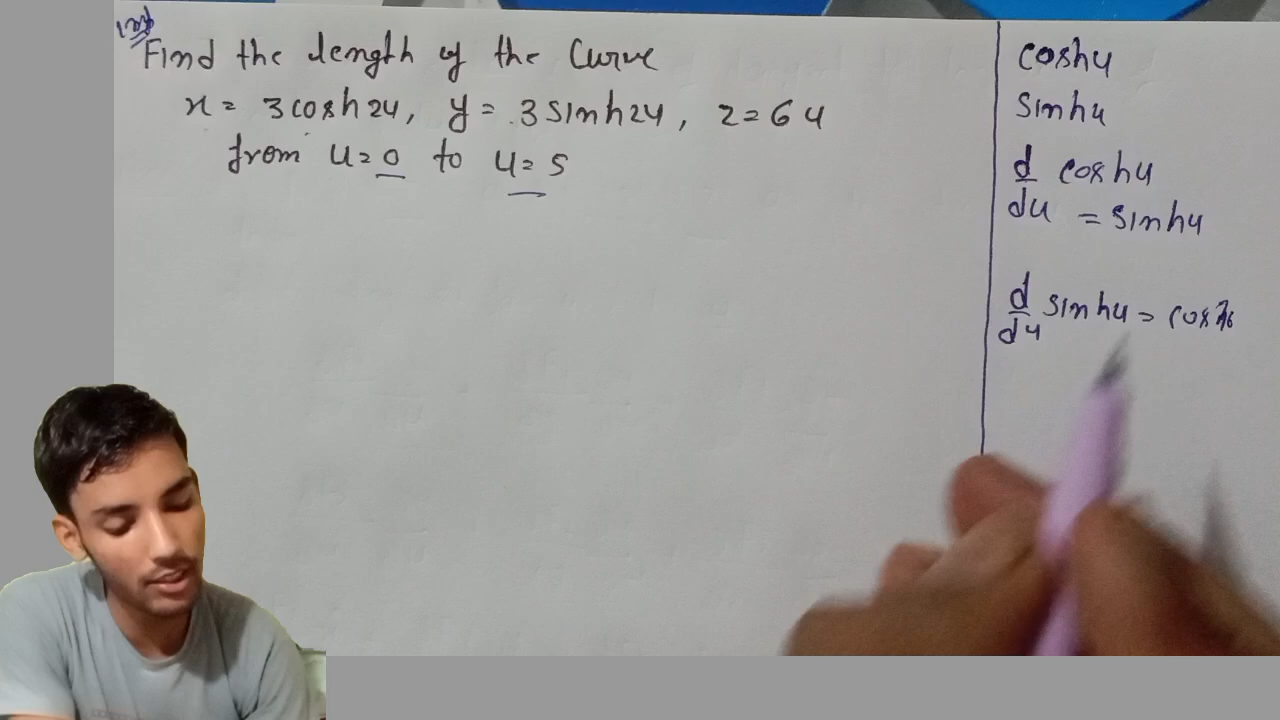 Find the length of the curve
x = 3cosh2u, y = 3sinh2u, z = 6u
from u=0 to u=5
coshu
sinhu
d/du coshu
= sinhu
d/du sinhu =